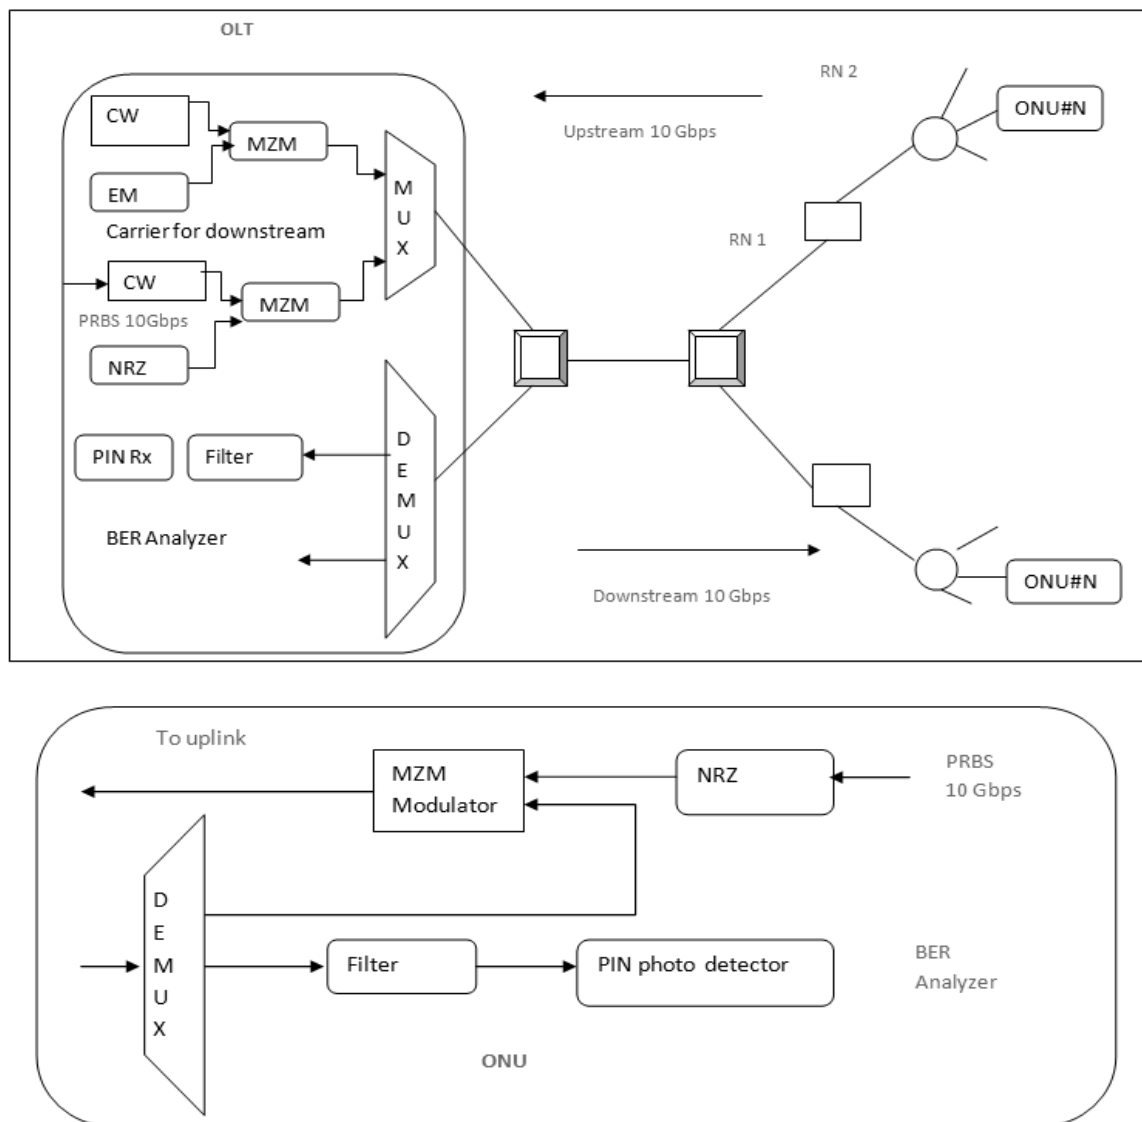 OLT
RN 2
CW
ONU#N
MZM
Upstream 10 Gbps
EM
M
U
X
Carrier for downstream
RN 1
CW
MZM
PRBS 10Gbps
NRZ
D
E
M
U
X
PIN Rx
Filter
BER Analyzer
Downstream 10 Gbps
ONU#N
To uplink
MZM
Modulator
NRZ
PRBS
10 Gbps
D
E
M
U
X
Filter
PIN photo detector
BER
Analyzer
ONU